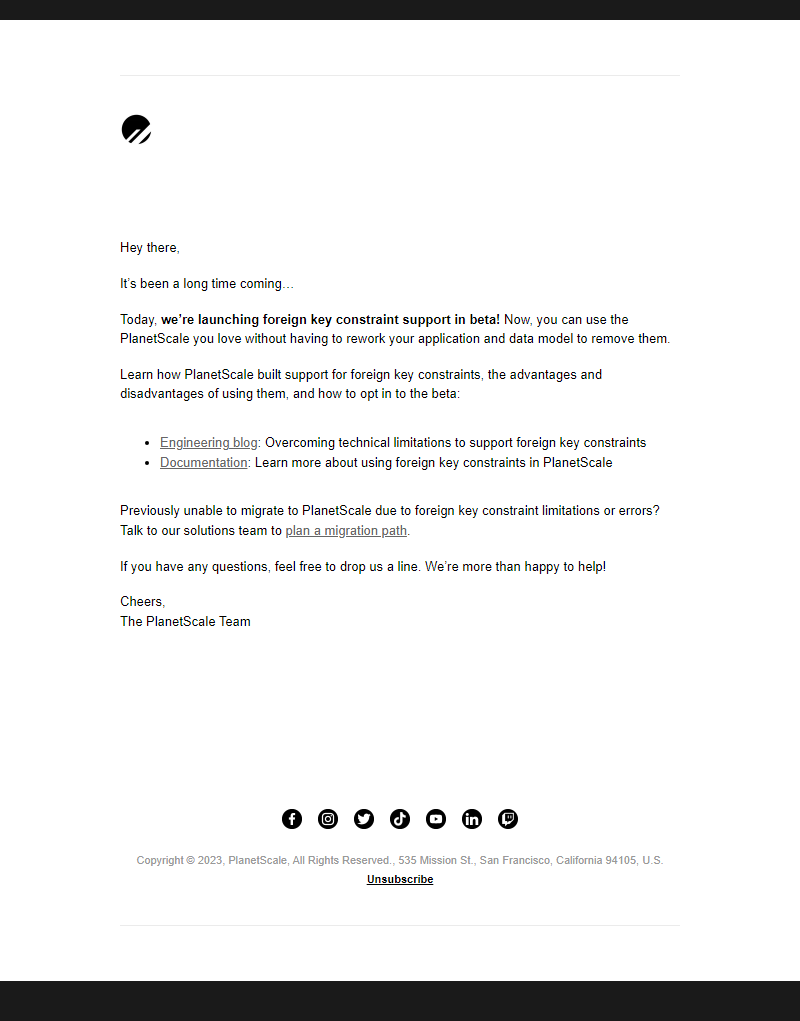 Hey there,
It’s been a long time coming…
Today, we’re launching foreign key constraint support in beta! Now, you can use the
PlanetScale you love without having to rework your application and data model to remove them.
Learn how PlanetScale built support for foreign key constraints, the advantages and
disadvantages of using them, and how to opt in to the beta:
• Engineering blog: Overcoming technical limitations to support foreign key constraints
• Documentation: Learn more about using foreign key constraints in PlanetScale
Previously unable to migrate to PlanetScale due to foreign key constraint limitations or errors?
Talk to our solutions team to plan a migration path.
If you have any questions, feel free to drop us a line. We’re more than happy to help!
Cheers,
The PlanetScale Team
Copyright © 2023, PlanetScale, All Rights Reserved., 535 Mission St., San Francisco, California 94105, U.S.
Unsubscribe